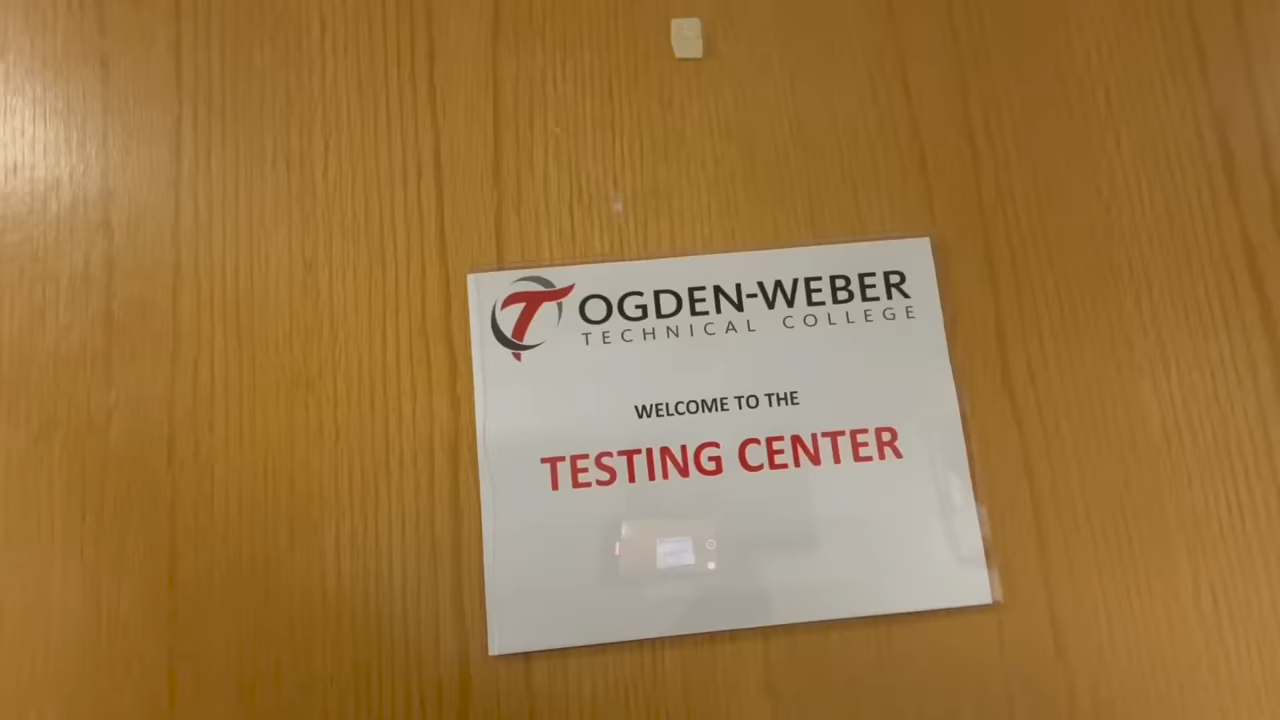 OGDEN-WEBER
TECHNICAL COLLEGE
WELCOME TO THE
TESTING CENTER